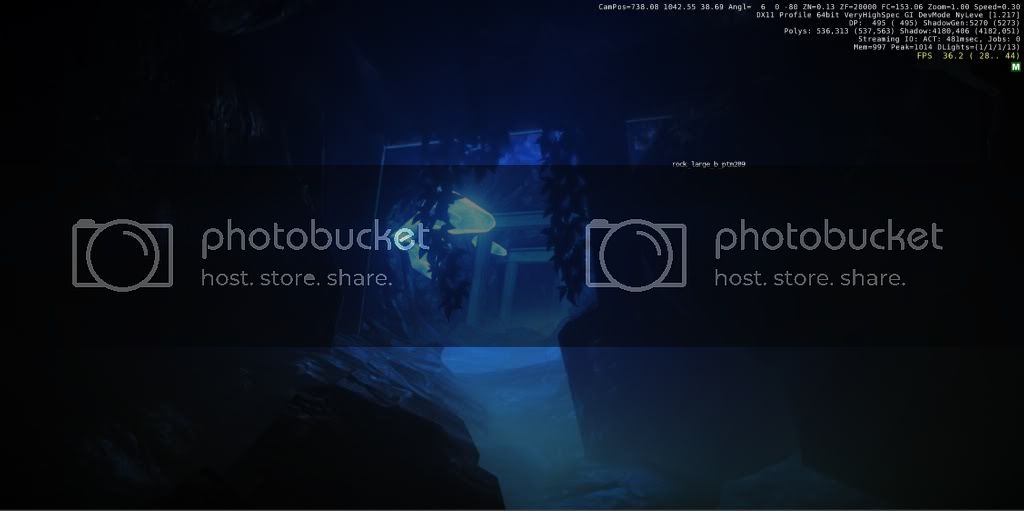 CamPos=738.08 1042.55 38.69 Angl=  6  0 -80 ZN=0.13 ZF=28000 FC=153.06 Zoom=1.00 Speed=0.30
DX11 Profile 64bit VeryHighSpec GI DevMode NyLeve [1.217]
DP:  495 ( 495) ShadowGen:5270 (5273)
Polys: 536,313 (537,563) Shadow:4180,406 (4182,051)
Streaming IO: ACT: 481msec, Jobs: 0
Mem=997 Peak=1014 DLights=(1/1/1/13)
FPS  36.2 ( 28.. 44)
M
rock_large_b_ptm289
photobucket
host. store. share.
photobucket
host. store. share.